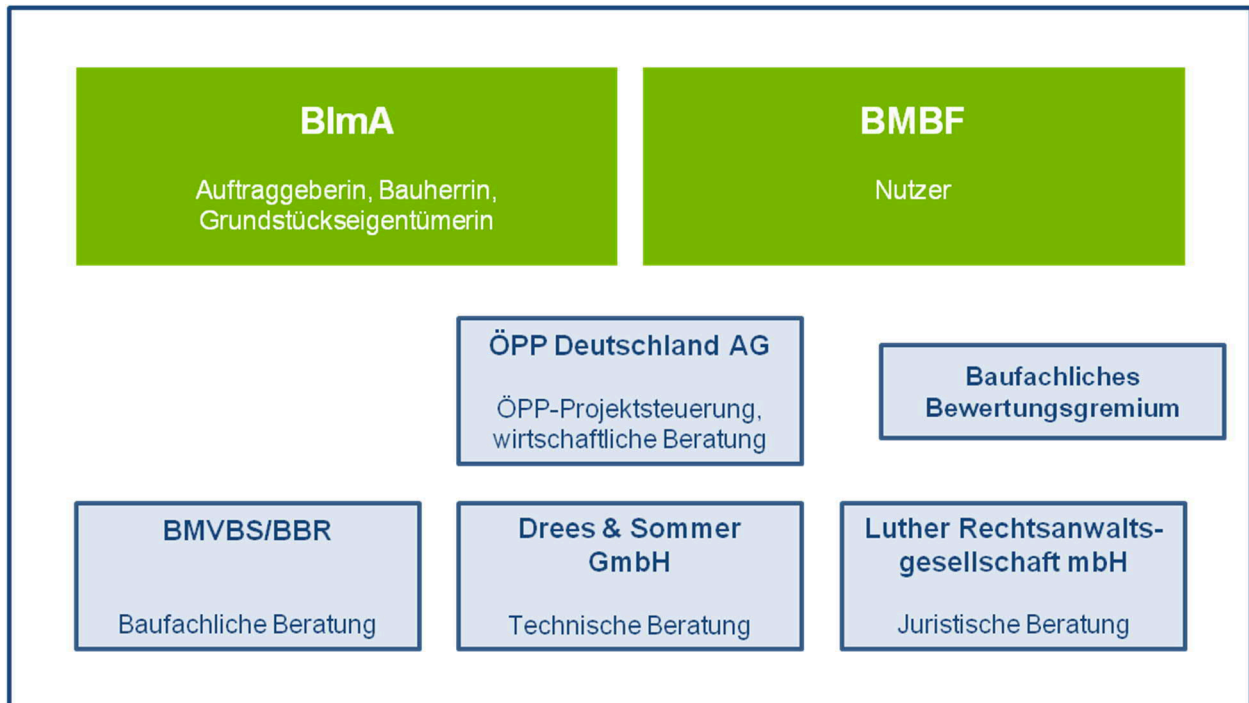 BImA
Auftraggeberin, Bauherrin,
Grundstückseigentümerin
BMBF
Nutzer
ÖPP Deutschland AG
ÖPP-Projektsteuerung,
wirtschaftliche Beratung
Baufachliches
Bewertungsgremium
BMVBS/BBR
Baufachliche Beratung
Drees & Sommer
GmbH
Technische Beratung
Luther Rechtsanwalts-
gesellschaft mbH
Juristische Beratung